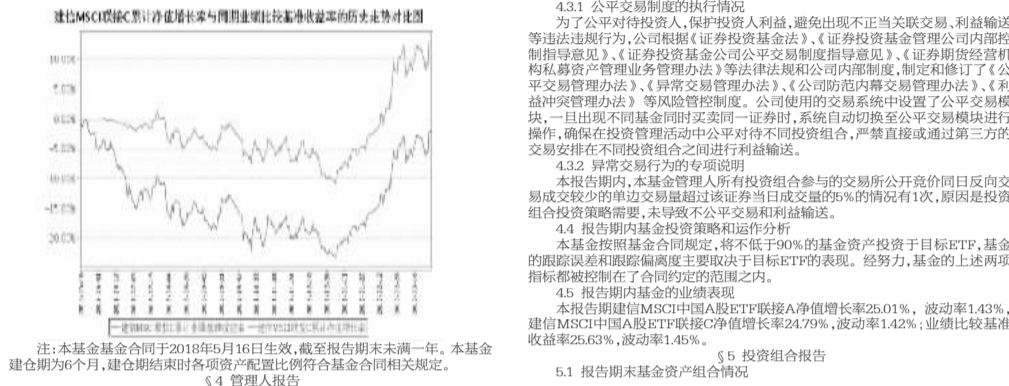 建信MSCI联接C累计净值增长率与同期业绩比较基准收益率的历史走势对比图
注:本基金基金合同于2018年5月16日生效,截至报告期末未满一年。本基金
建仓期为6个月,建仓期结束时各项资产配置比例符合基金合同相关规定。
§4 管理人报告
4.3.1 公平交易制度的执行情况
为了公平对待投资人,保护投资人利益,避免出现不正当关联交易、利益输送
等违法违规行为,公司根据《证券投资基金法》、《证券投资基金管理公司内部控
制指导意见》、《证券投资基金公司公平交易制度指导意见》、《证券期货经营机
构私募资产管理业务管理办法》等法律法规和公司内部制度,制定和修订了《公
平交易管理办法》、《异常交易管理办法》、《公司防范内幕交易管理办法》、《利
益冲突管理办法》 等风险管控制度。公司使用的交易系统中设置了公平交易模
块,一旦出现不同基金同时买卖同一证券时,系统自动切换至公平交易模块进行
操作,确保在投资管理活动中公平对待不同投资组合,严禁直接或通过第三方的
交易安排在不同投资组合之间进行利益输送。
4.3.2 异常交易行为的专项说明
本报告期内,本基金管理人所有投资组合参与的交易所公开竞价同日反向交
易成交较少的单边交易量超过该证券当日成交量的5%的情况有1次,原因是投资
组合投资策略需要,未导致不公平交易和利益输送。
4.4 报告期内基金投资策略和运作分析
本基金按照基金合同规定,将不低于90%的基金资产投资于目标ETF,基金
的跟踪误差和跟踪偏离度主要取决于目标ETF的表现。经努力,基金的上述两项
指标都被控制在了合同约定的范围之内。
4.5 报告期内基金的业绩表现
本报告期建信MSCI中国A股ETF联接A净值增长率25.01%, 波动率1.43%,
建信MSCI中国A股ETF联接C净值增长率24.79%,波动率1.42%;业绩比较基准
收益率25.63%,波动率1.45%。
§5 投资组合报告
5.1 报告期末基金资产组合情况